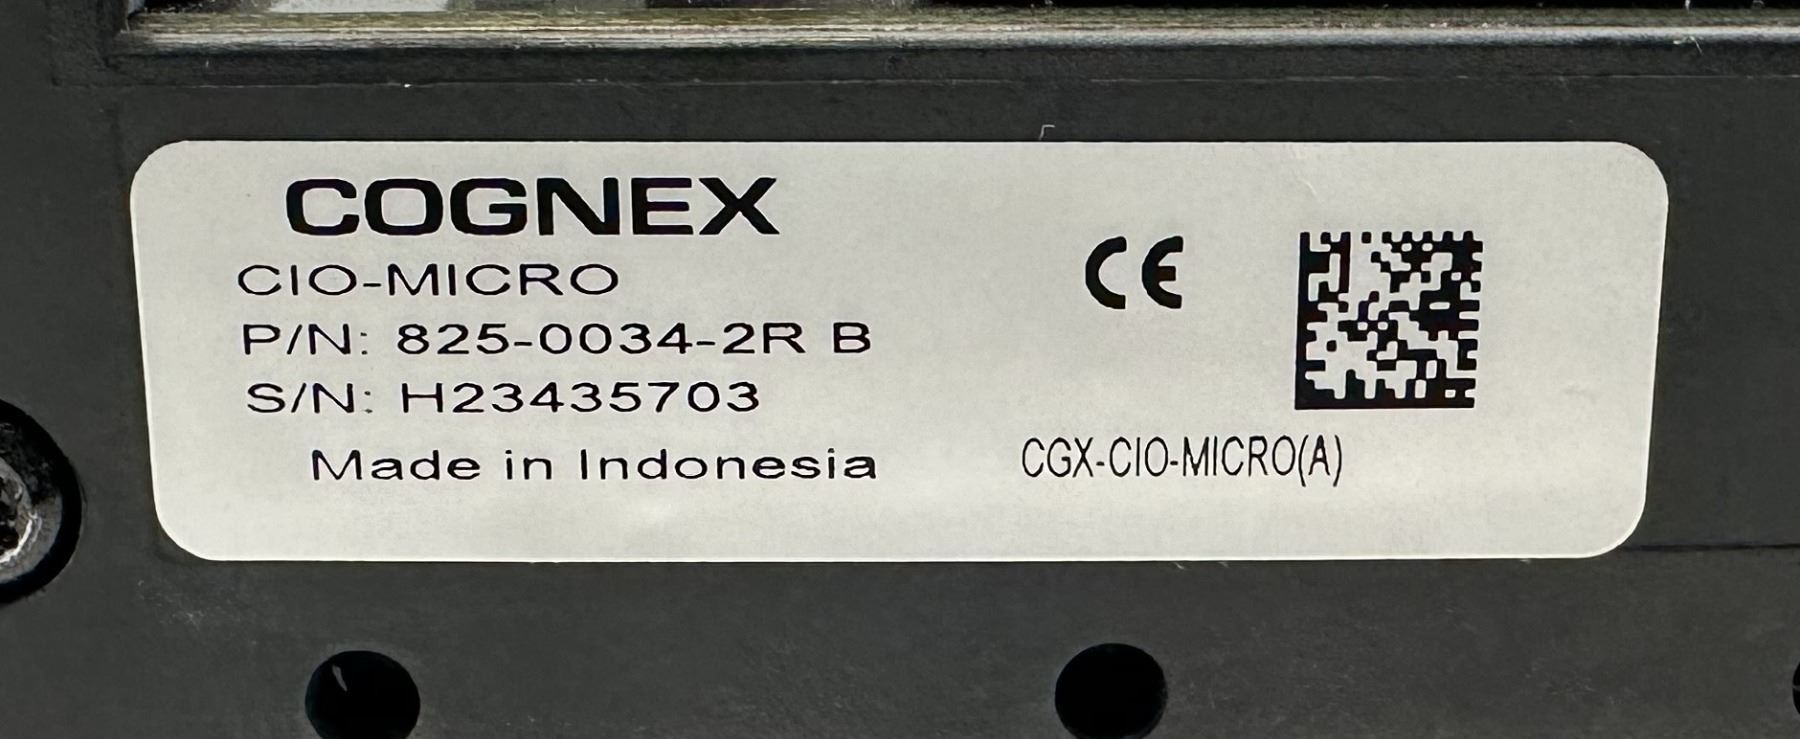 COGNEX
CIO-MICRO
P/N: 825-0034-2R B
S/N: H23435703
Made in Indonesia
CE
CGX-CIO-MICRO(A)